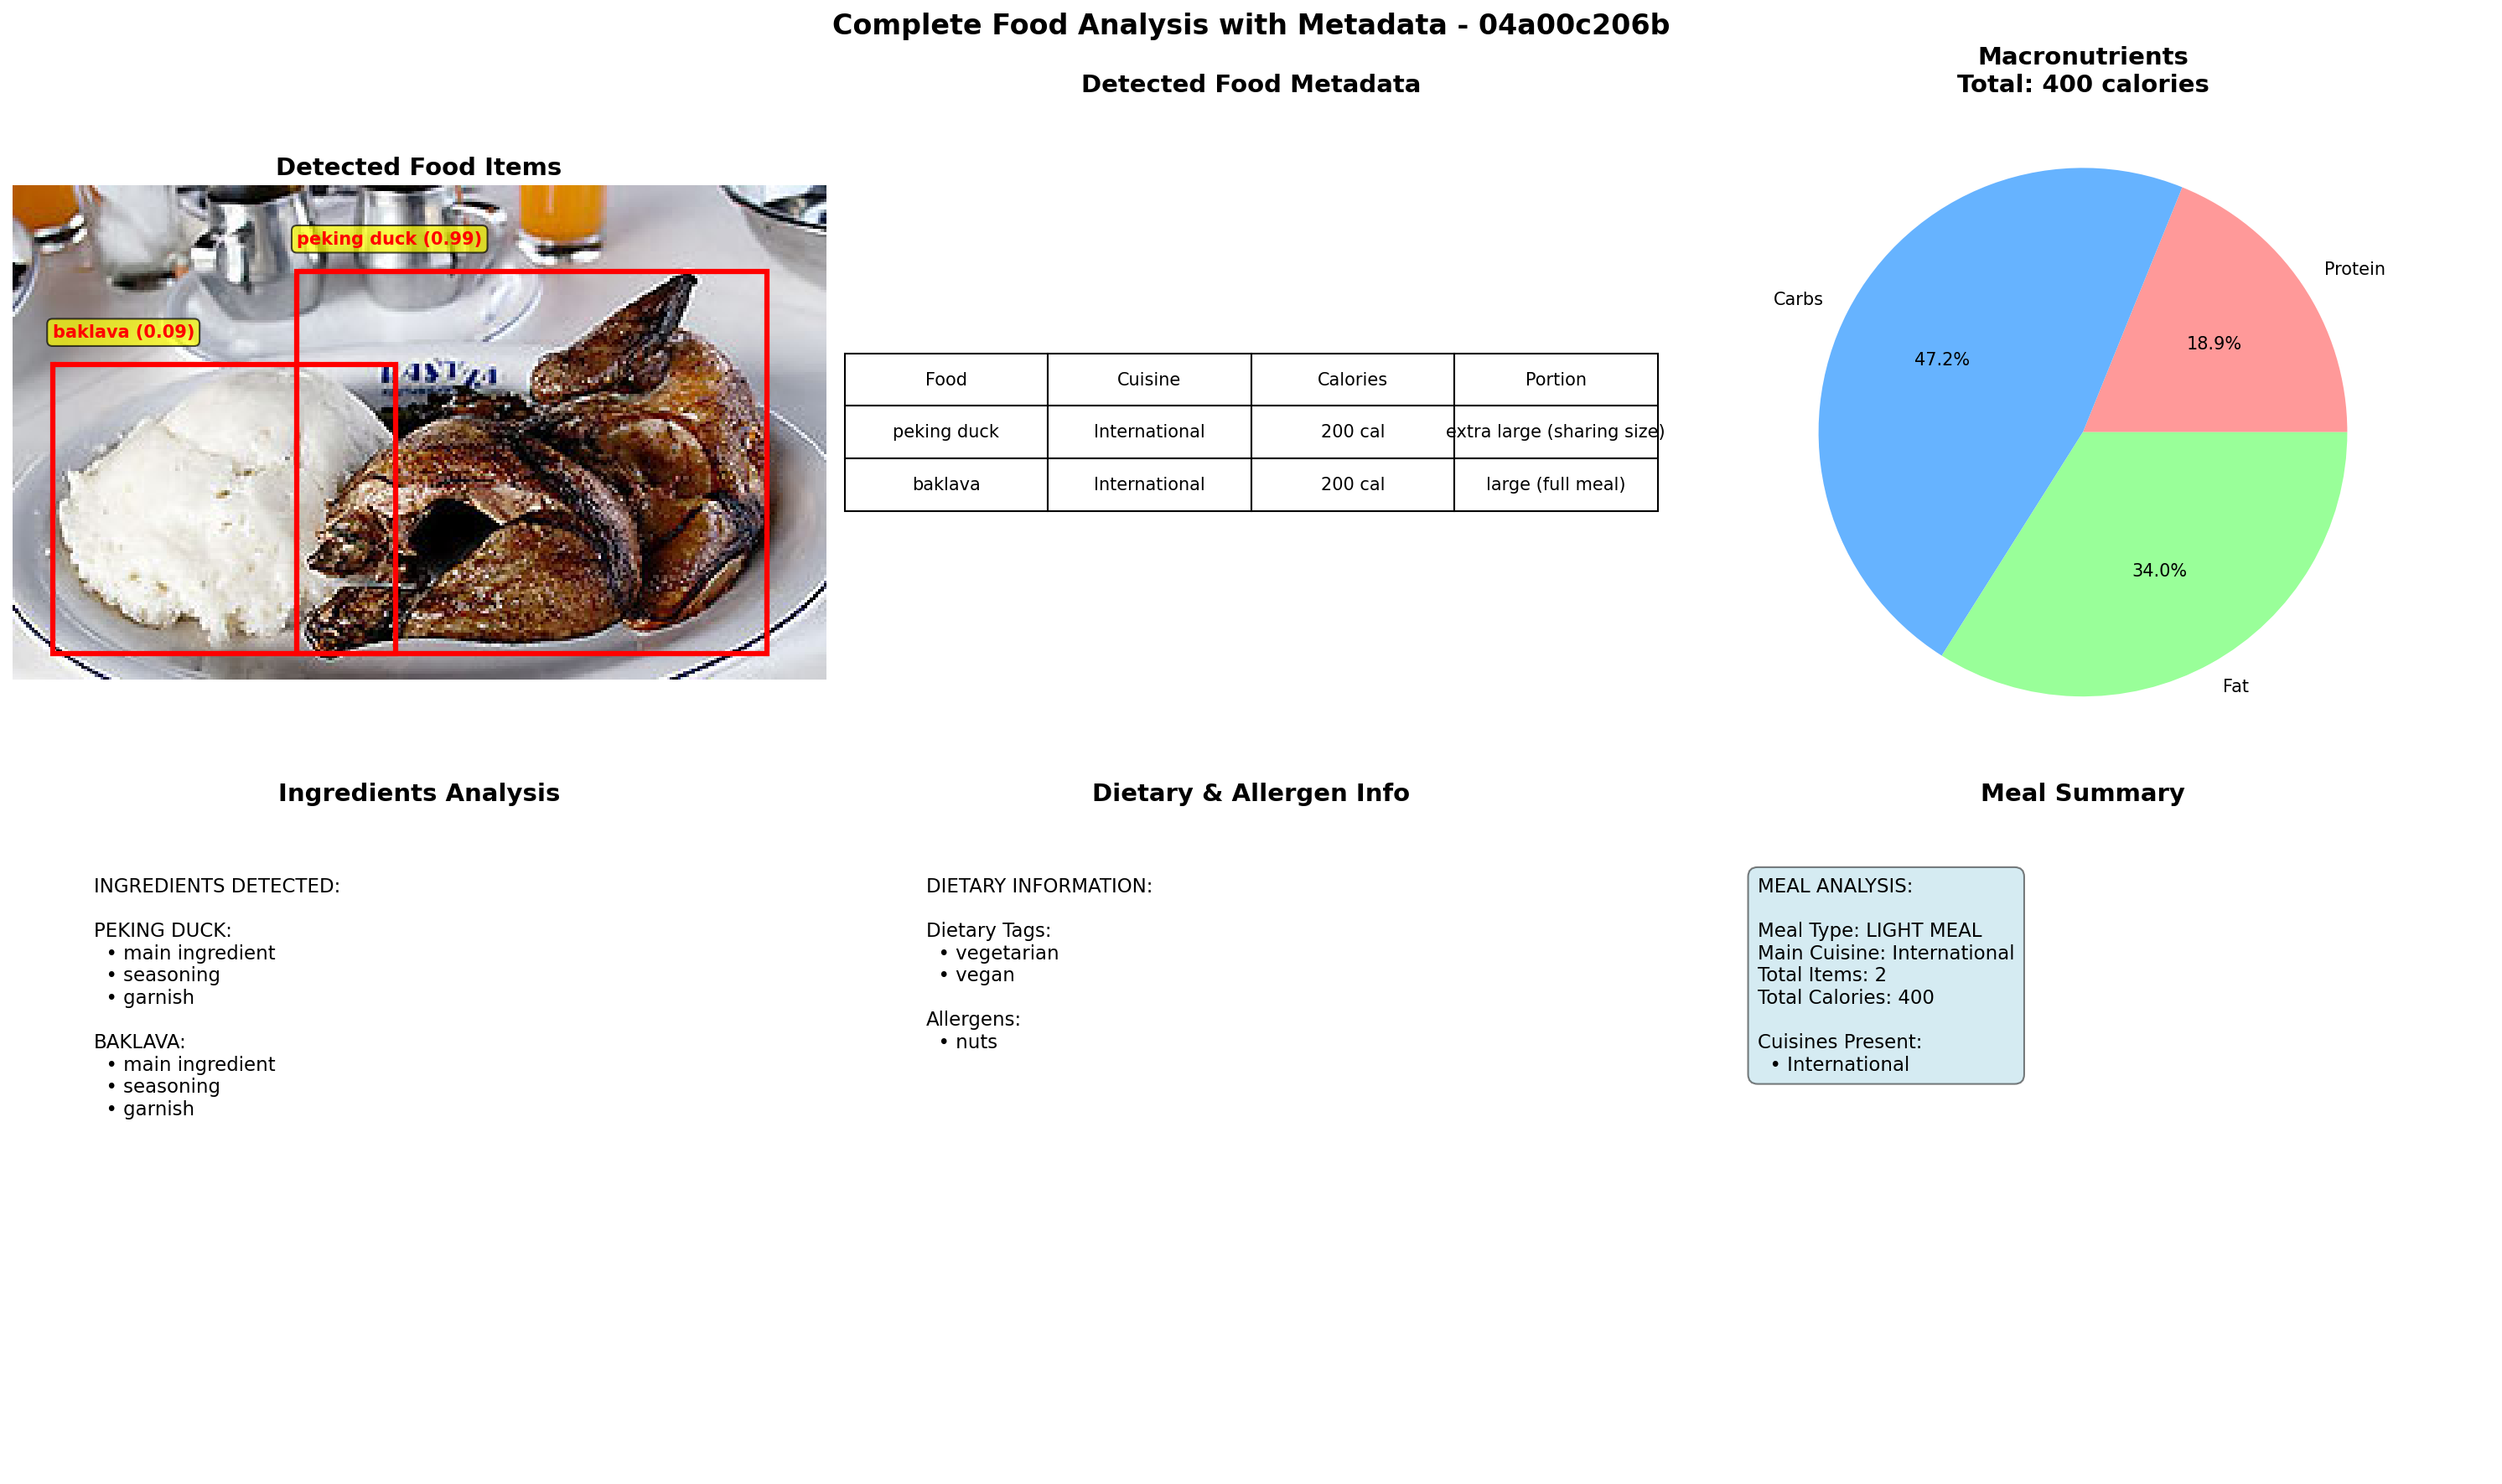 Complete Food Analysis with Metadata - 04a00c206b
Detected Food Items
peking duck (0.99)
baklava (0.09)
Detected Food Metadata
Food Cuisine Calories Portion
peking duck International 200 cal extra large (sharing size)
baklava International 200 cal large (full meal)
Macronutrients
Total: 400 calories
Protein
18.9%
Carbs
47.2%
Fat
34.0%
Ingredients Analysis
INGREDIENTS DETECTED:
PEKING DUCK:
• main ingredient
• seasoning
• garnish
BAKLAVA:
• main ingredient
• seasoning
• garnish
Dietary & Allergen Info
DIETARY INFORMATION:
Dietary Tags:
• vegetarian
• vegan
Allergens:
• nuts
Meal Summary
MEAL ANALYSIS:
Meal Type: LIGHT MEAL
Main Cuisine: International
Total Items: 2
Total Calories: 400
Cuisines Present:
• International